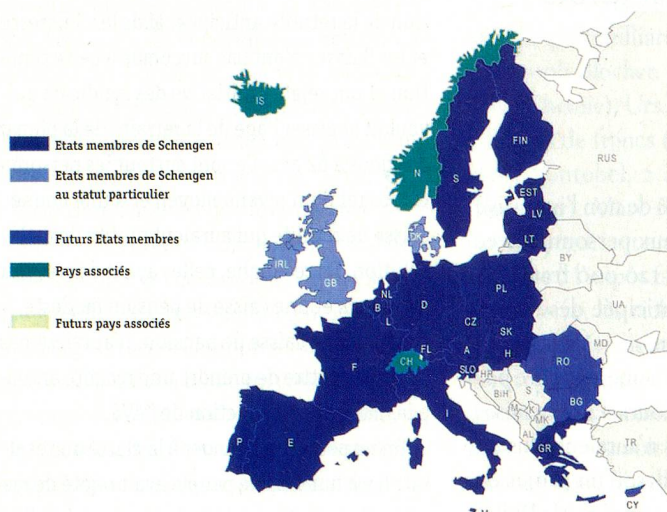 IS
Etats membres de Schengen
Etats membres de Schengen
au statut particulier
Futurs Etats membres
Pays associés
Futurs pays associés
FIN
RUS
N
S
EST
LV
LT
DK
IRL
GB
BY
NL
B
L
D
PL
UA
CZ
SK
MD
F
CH
FL
A
H
SLO
HR
RO
BiH
S
BG
M
K
MK
AL
I
P
E
GR
TR
CY